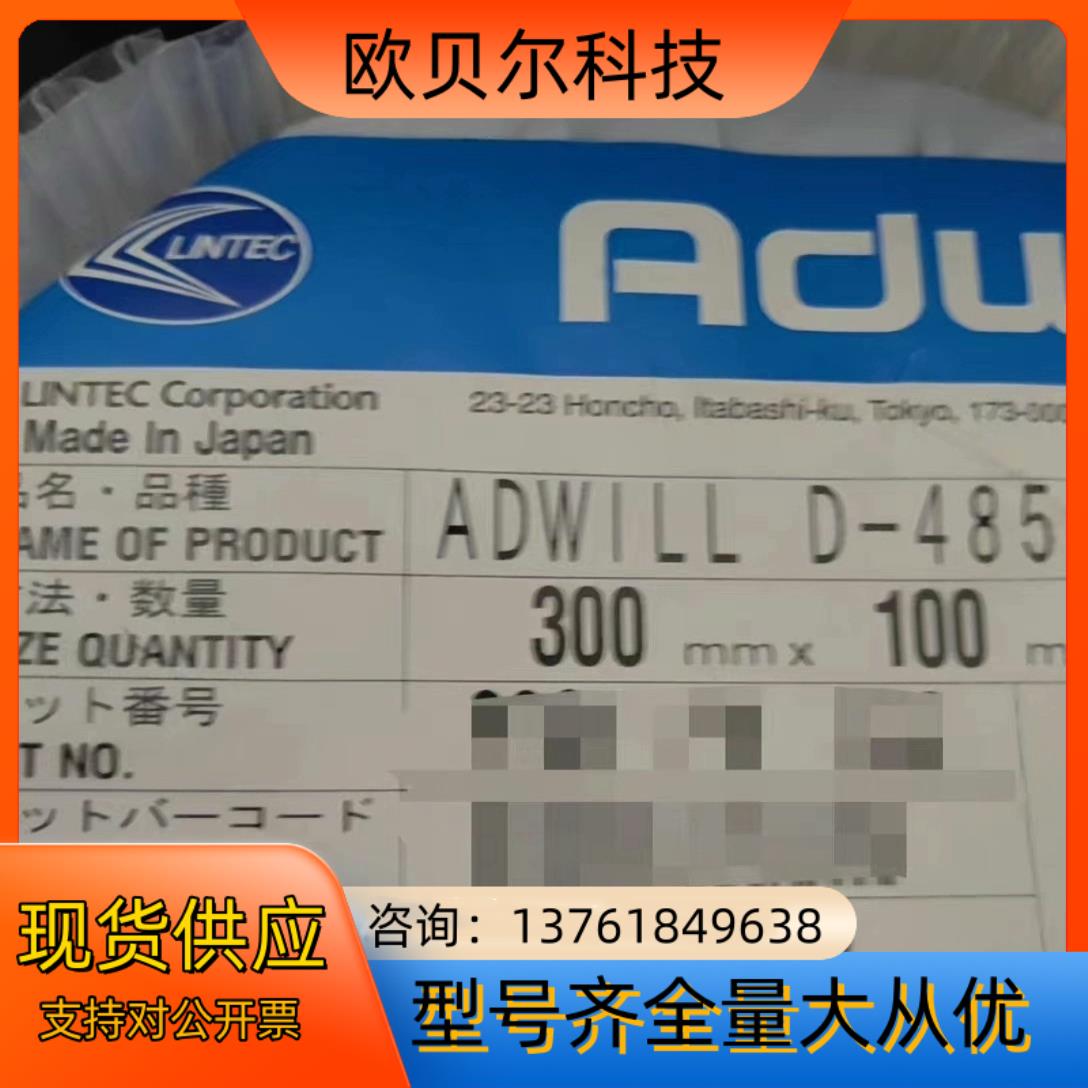 欧贝尔科技
LINTEC
Adw
LINTEC Corporation
23-23 Honcho, Itabashi-ku, Tokyo, 173-00
Made In Japan
名・品種
AME OF PRODUCT
ADWILL D-485
法・数量
ZE QUANTITY
300 mm x 100 m
ット番号
T NO.
ットバーコード
现货供应
支持对公开票
咨询：13761849638
型号齐全量大从优